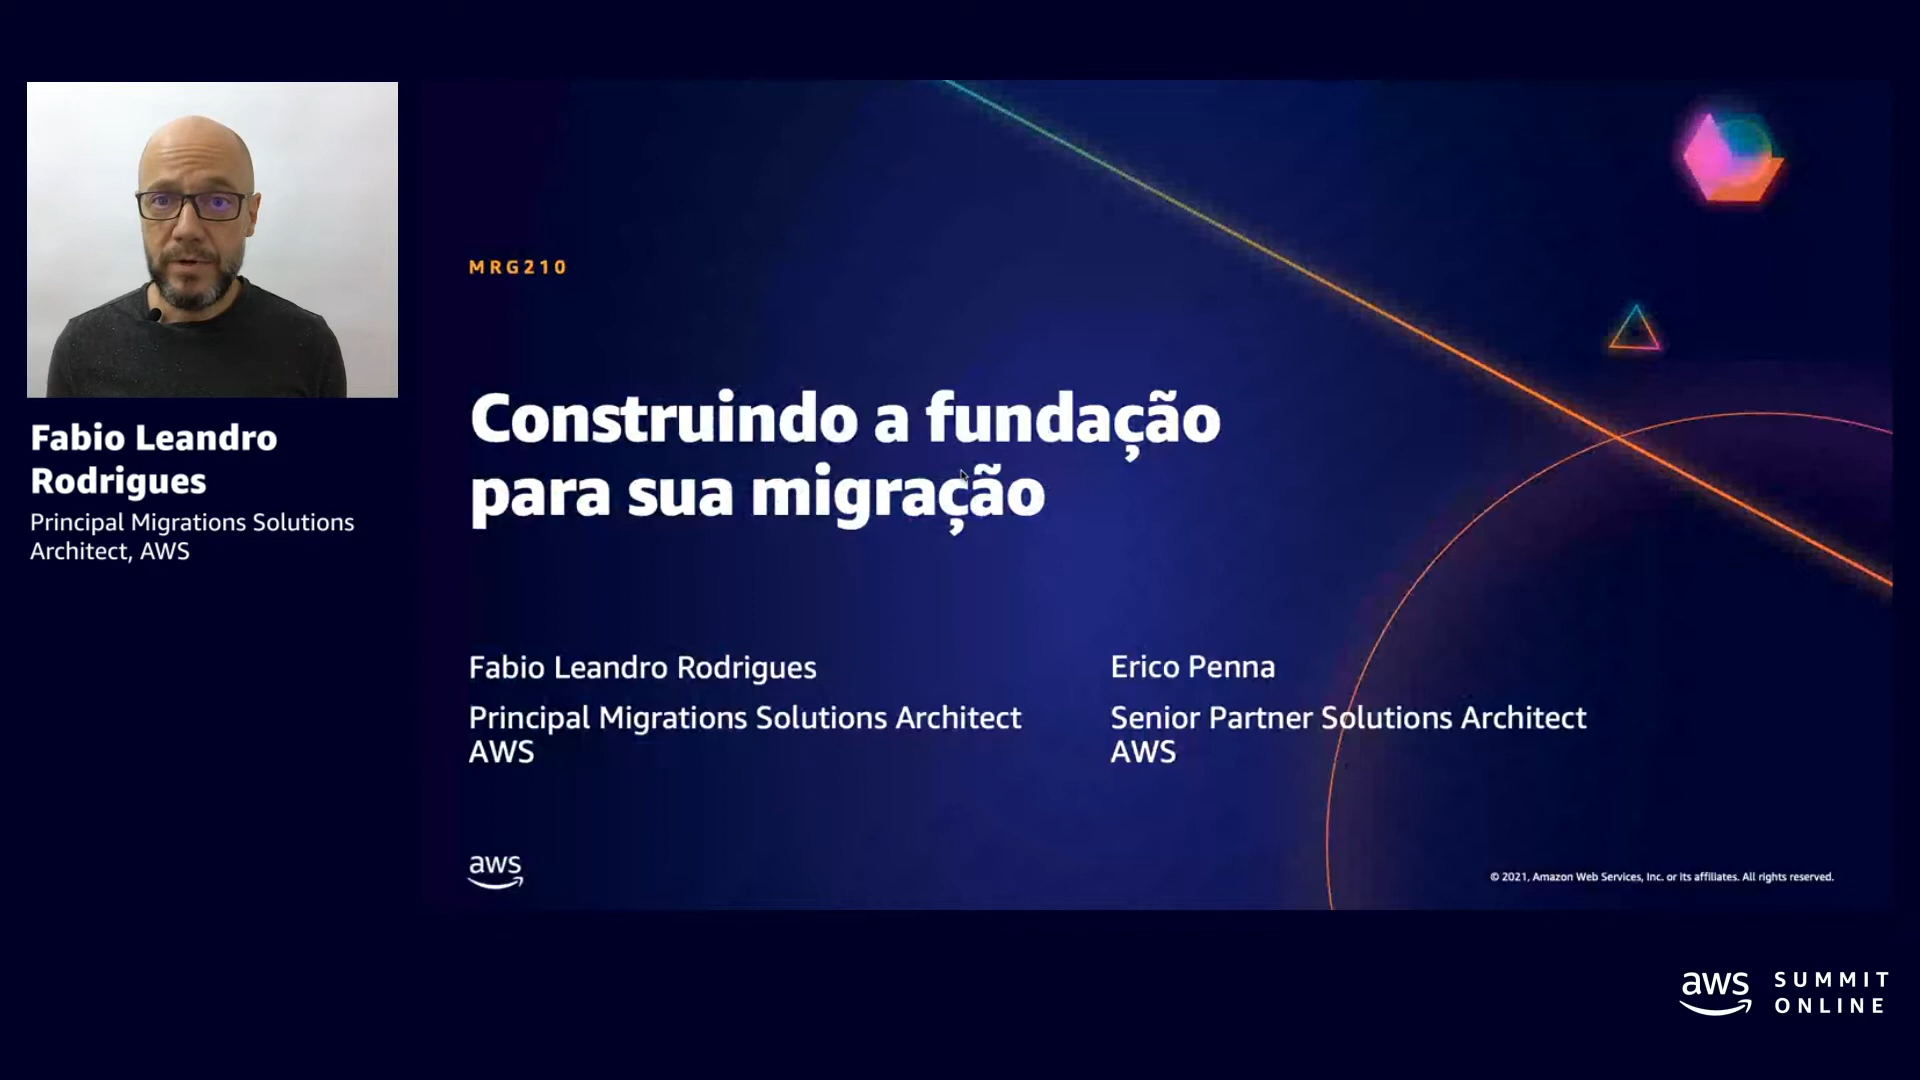 Fabio Leandro
Rodrigues
Principal Migrations Solutions
Architect, AWS
MRG210
Construindo a fundação
para sua migração
Fabio Leandro Rodrigues
Principal Migrations Solutions Architect
AWS
Erico Penna
Senior Partner Solutions Architect
AWS
aws
© 2021, Amazon Web Services, Inc. or its affiliates. All rights reserved.
aws
SUMMIT
ONLINE